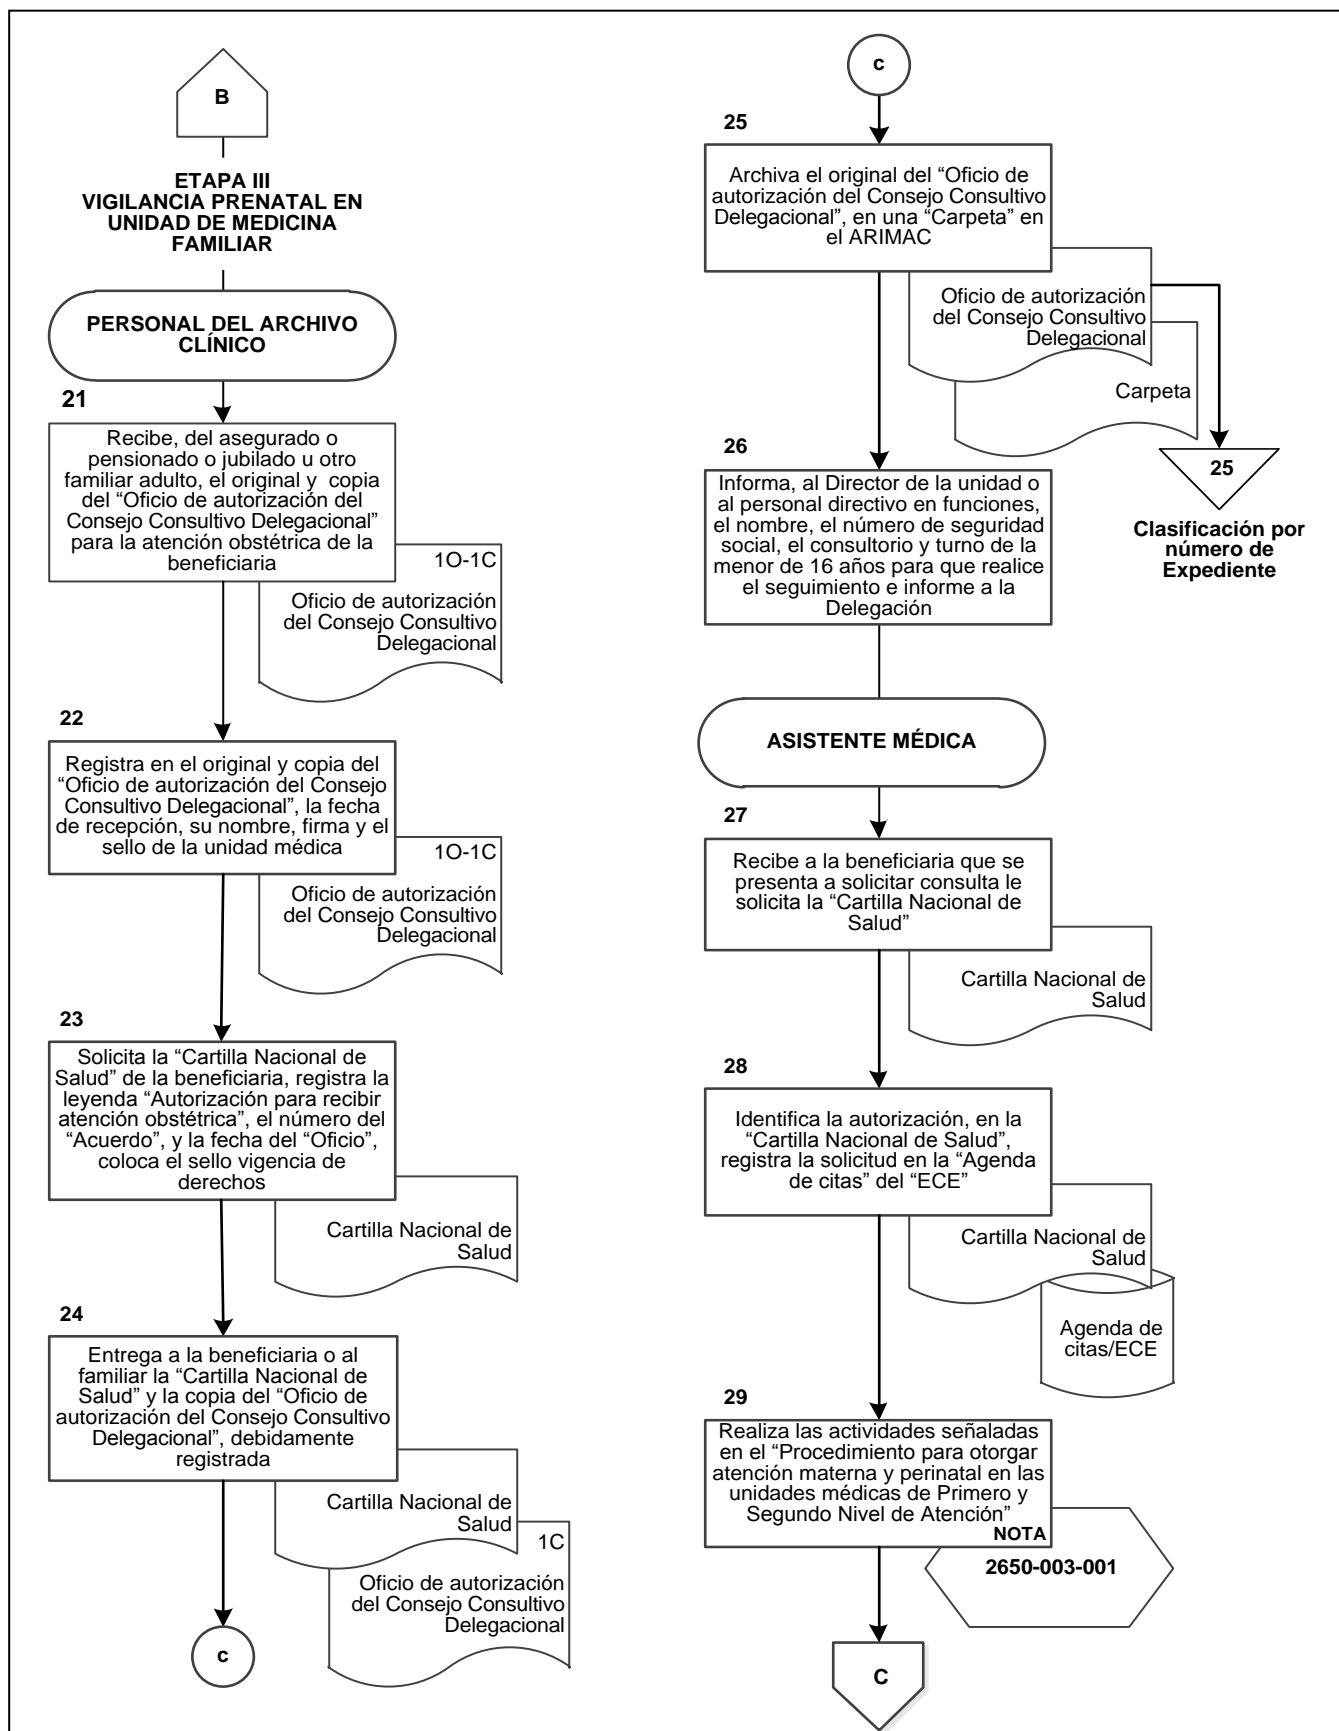 B
ETAPA III
VIGILANCIA PRENATAL EN
UNIDAD DE MEDICINA
FAMILIAR
PERSONAL DEL ARCHIVO
CLÍNICO
21
Recibe, del asegurado o
pensionado o jubilado u otro
familiar adulto, el original y copia
del “Oficio de autorización del
Consejo Consultivo Delegacional”
para la atención obstétrica de la
beneficiaria
1O-1C
Oficio de autorización
del Consejo Consultivo
Delegacional
22
Registra en el original y copia del
“Oficio de autorización del Consejo
Consultivo Delegacional”, la fecha
de recepción, su nombre, firma y el
sello de la unidad médica
1O-1C
Oficio de autorización
del Consejo Consultivo
Delegacional
23
Solicita la “Cartilla Nacional de
Salud” de la beneficiaria, registra la
leyenda “Autorización para recibir
atención obstétrica”, el número del
“Acuerdo”, y la fecha del “Oficio”,
coloca el sello vigencia de
derechos
Cartilla Nacional de
Salud
24
Entrega a la beneficiaria o al
familiar la “Cartilla Nacional de
Salud” y la copia del “Oficio de
autorización del Consejo Consultivo
Delegacional”, debidamente
registrada
Cartilla Nacional de
Salud
1C
Oficio de autorización
del Consejo Consultivo
Delegacional
c
c
25
Archiva el original del “Oficio de
autorización del Consejo Consultivo
Delegacional”, en una “Carpeta” en
el ARIMAC
Oficio de autorización
del Consejo Consultivo
Delegacional
Carpeta
25
Clasificación por
número de
Expediente
26
Informa, al Director de la unidad o
al personal directivo en funciones,
el nombre, el número de seguridad
social, el consultorio y turno de la
menor de 16 años para que realice
el seguimiento e informe a la
Delegación
ASISTENTE MÉDICA
27
Recibe a la beneficiaria que se
presenta a solicitar consulta le
solicita la “Cartilla Nacional de
Salud”
Cartilla Nacional de
Salud
28
Identifica la autorización, en la
“Cartilla Nacional de Salud”,
registra la solicitud en la “Agenda
de citas” del “ECE”
Cartilla Nacional de
Salud
Agenda de
citas/ECE
29
Realiza las actividades señaladas
en el “Procedimiento para otorgar
atención materna y perinatal en las
unidades médicas de Primero y
Segundo Nivel de Atención”
NOTA
2650-003-001
C